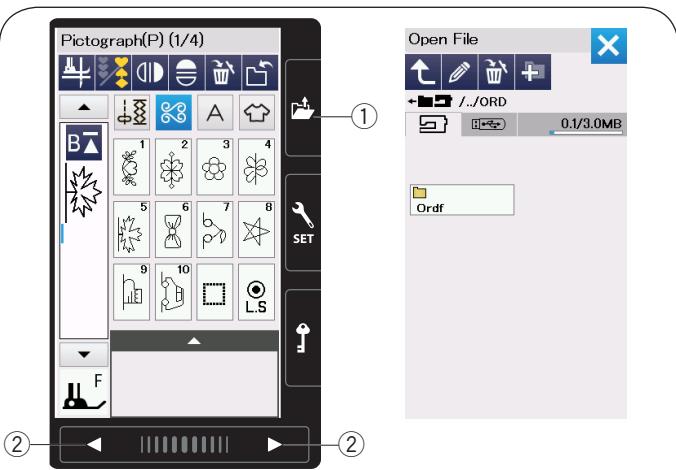 Pictograph(P) (1/4)
A
B
1 2 3 4
5 6 7 8
9 10
L.S
F
SET
1
2
2
Open File
/../ORD
0.1/3.0MB
Ordf